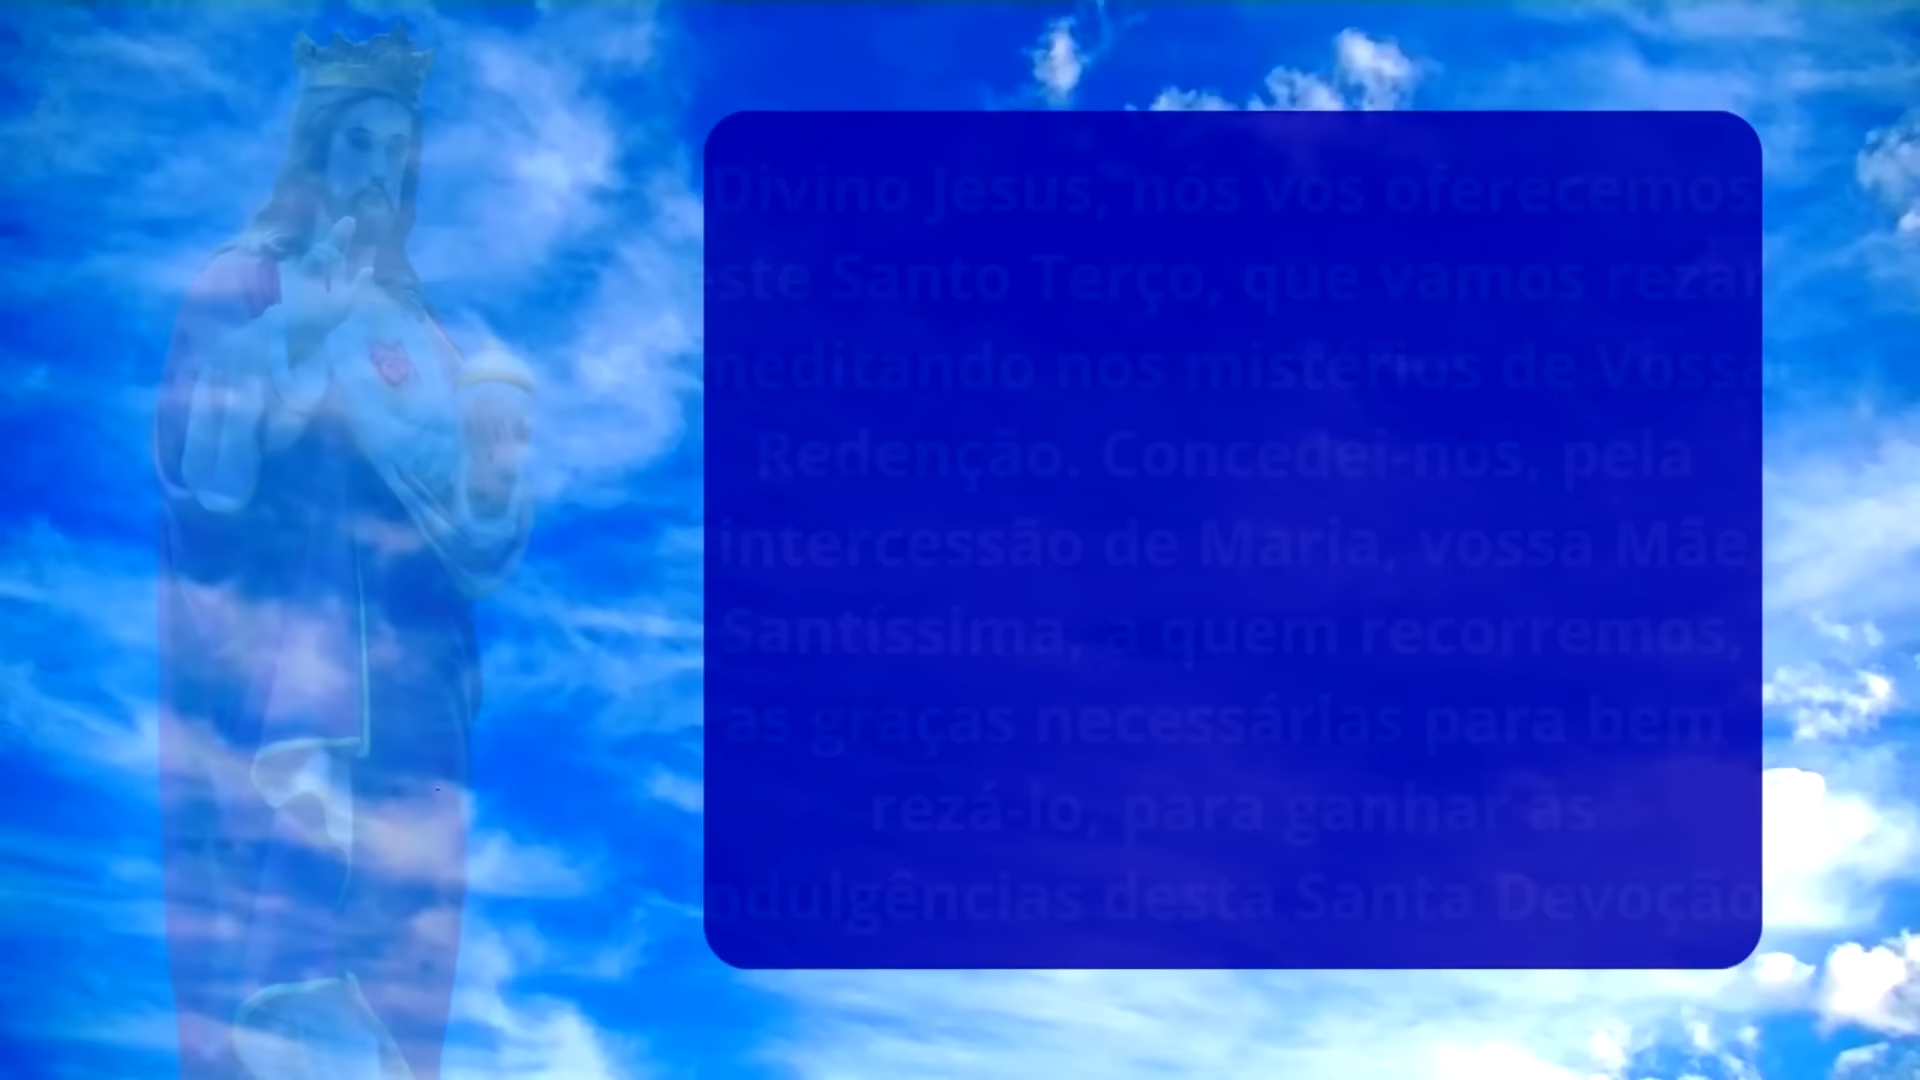 Divino Jesus, nós vos oferecemos
este Santo Terço, que vamos rezar
meditando nos mistérios de Vossa
Redenção. Concedei-nos, pela
intercessão de Maria, vossa Mãe
Santíssima, a quem recorremos,
as graças necessárias para bem
rezá-lo, para ganhar as
indulgências desta Santa Devoção